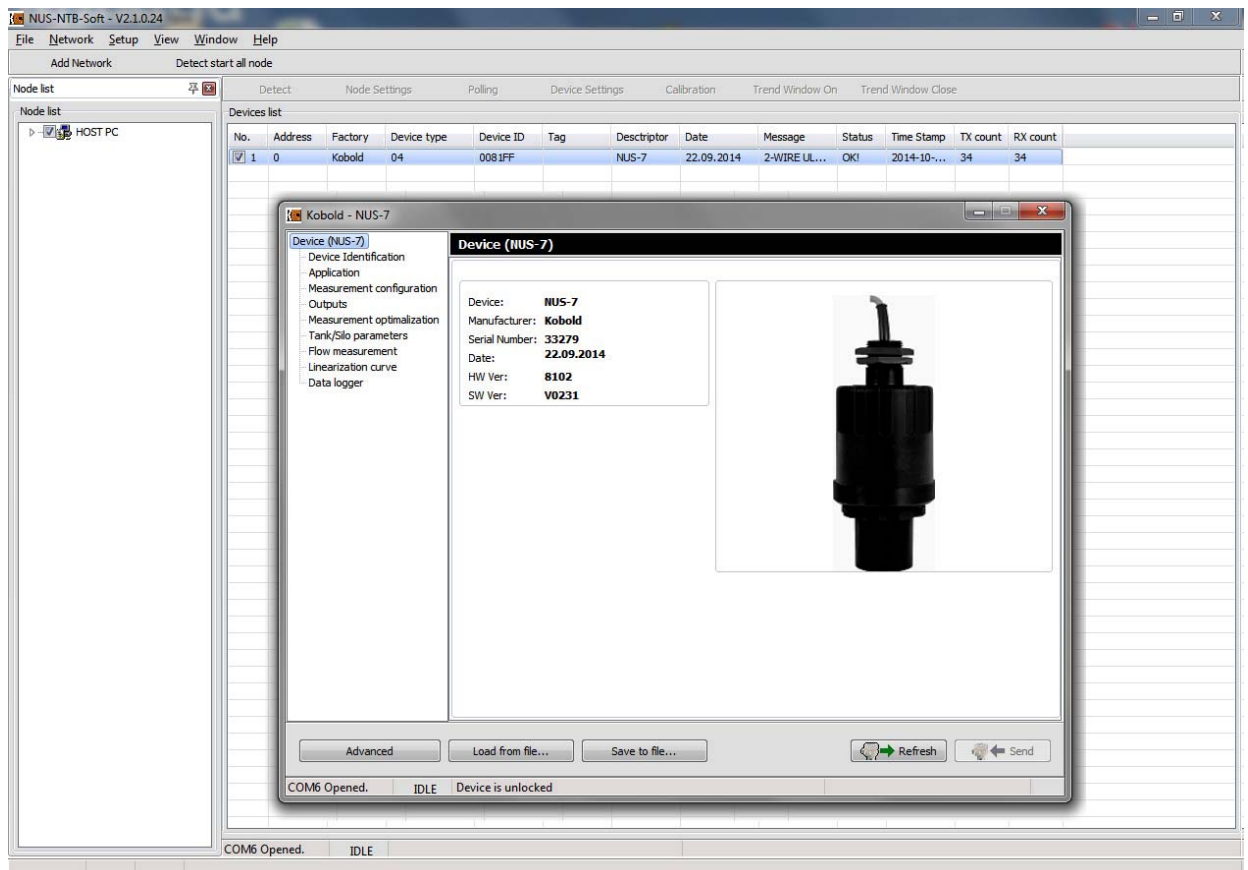 NUS-NTB-Soft - V2.1.0.24
File Network Setup View Window Help
Add Network Detect start all node
Node list
Detect Node Settings Polling Device Settings Calibration Trend Window On Trend Window Close
Node list
Devices list
HOST PC
No. Address Factory Device type Device ID Tag Desctriptor Date Message Status Time Stamp TX count RX count
1 0 Kobold 04 0081FF NUS-7 22.09.2014 2-WIRE UL... OK! 2014-10-... 34 34
Kobold - NUS-7
Device (NUS-7)
Device Identification
Application
Measurement configuration
Outputs
Measurement optimalization
Tank/Silo parameters
Flow measurement
Linearization curve
Data logger
Device (NUS-7)
Device: NUS-7
Manufacturer: Kobold
Serial Number: 33279
Date: 22.09.2014
HW Ver: 8102
SW Ver: V0231
Advanced Load from file... Save to file... Refresh Send
COM6 Opened. IDLE Device is unlocked
COM6 Opened. IDLE